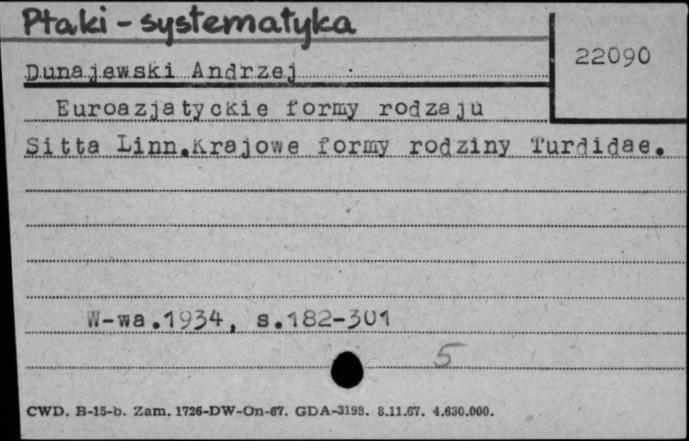 Ptaki - systematyka
22090
Dunajewski Andrzej
Euroazjatyckie formy rodzaju
Sitta Linn.Krajowe formy rodziny Turdidae.
W-wa.1934, s.182-301
5
CWD. B-15-b. Zam. 1726-DW-On-67. GDA-3198. 8.11.67. 4.630.000.